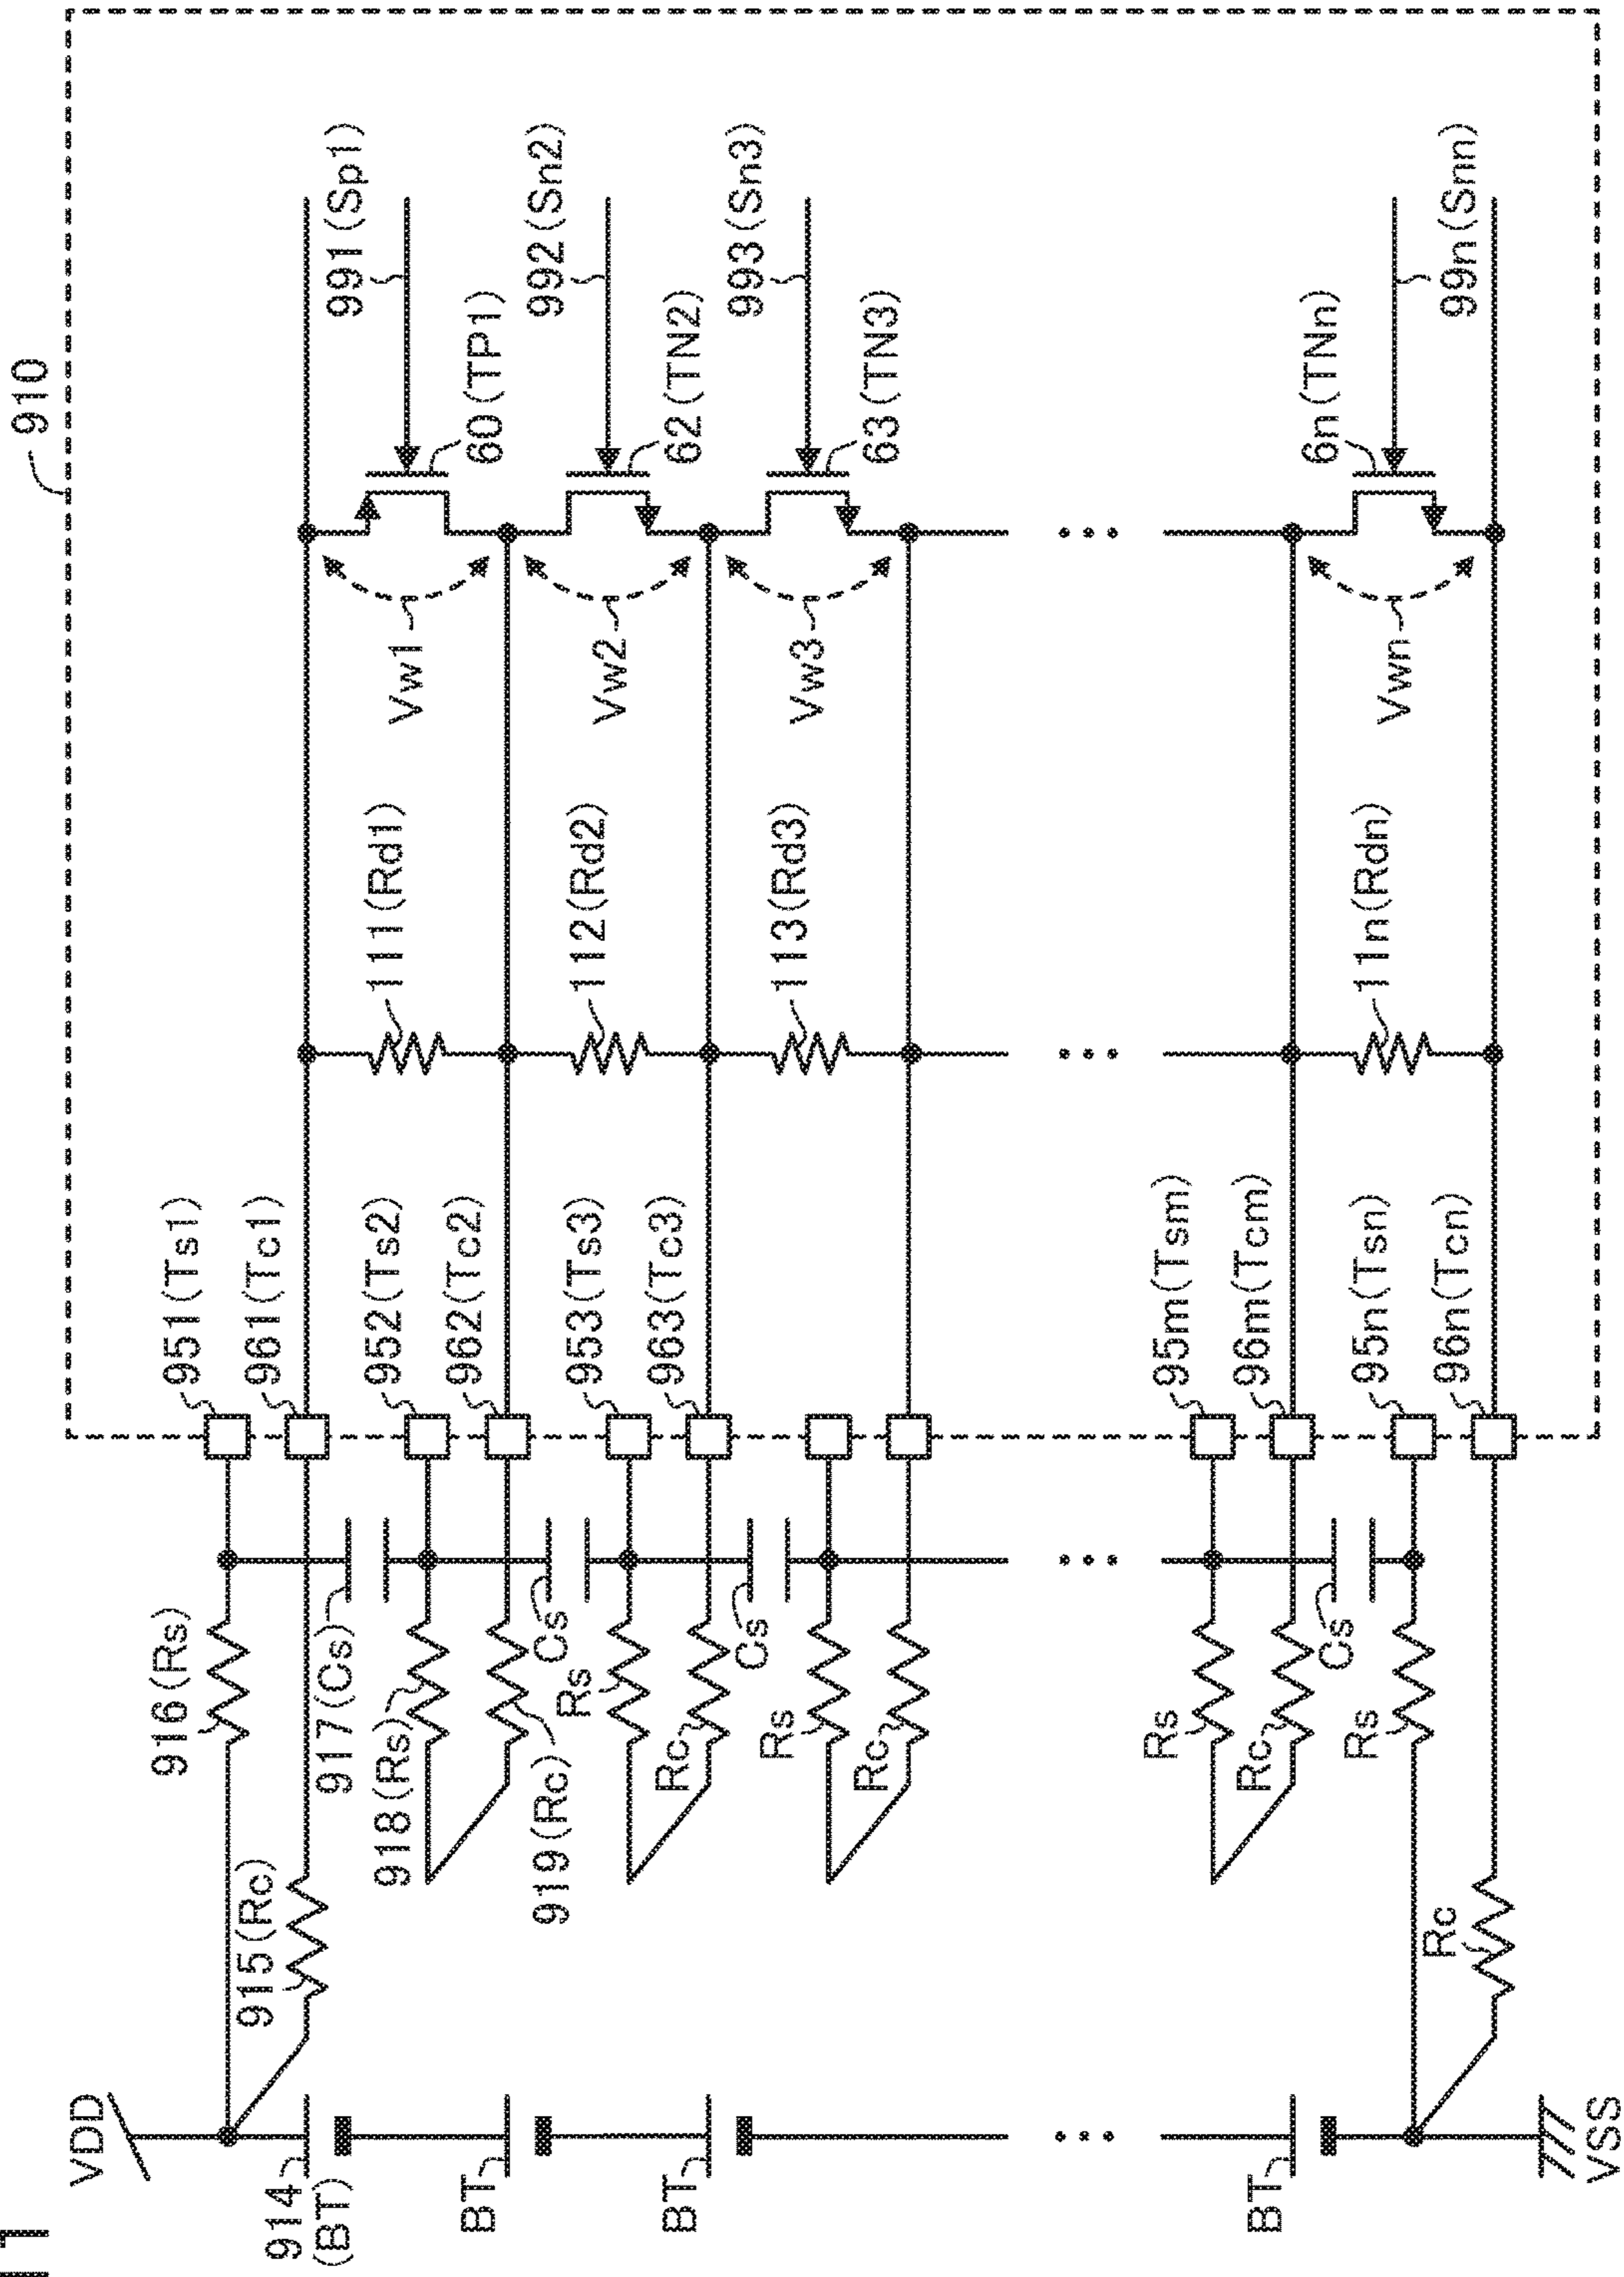 11
910
VDD
914
(BT)
BT
BT
BT
VSS
915(Rc)
916(Rs)
917(Cs)
918(Rs)
919(Rc)
Cs
Rs
Rc
Cs
Rs
Rc
Rs
Rc
Cs
Rs
Rc
951(Ts1)
961(Tc1)
952(Ts2)
962(Tc2)
953(Ts3)
963(Tc3)
95m(Tsm)
96m(Tcm)
95n(Tsn)
96n(Tcn)
111(Rd1)
112(Rd2)
113(Rd3)
11n(Rdn)
Vw1
Vw2
Vw3
Vwn
60(TP1)
62(TN2)
63(TN3)
6n(TNn)
991(Sp1)
992(Sn2)
993(Sn3)
99n(Snn)